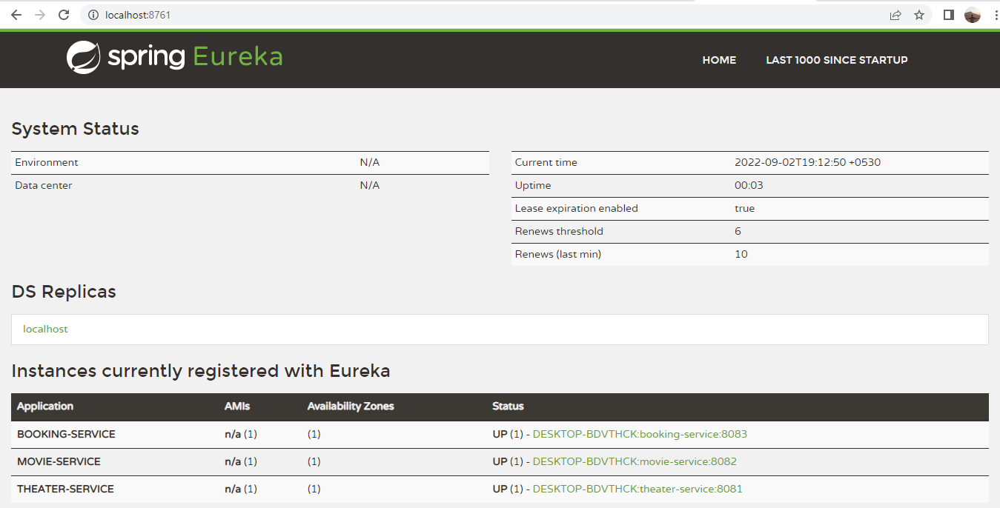 localhost:8761
spring Eureka
HOME LAST 1000 SINCE STARTUP
System Status
Environment N/A
Data center N/A
Current time 2022-09-02T19:12:50 +0530
Uptime 00:03
Lease expiration enabled true
Renews threshold 6
Renews (last min) 10
DS Replicas
localhost
Instances currently registered with Eureka
Application AMIs Availability Zones Status
BOOKING-SERVICE n/a (1) (1) UP (1) - DESKTOP-BDVTHCK:booking-service:8083
MOVIE-SERVICE n/a (1) (1) UP (1) - DESKTOP-BDVTHCK:movie-service:8082
THEATER-SERVICE n/a (1) (1) UP (1) - DESKTOP-BDVTHCK:theater-service:8081